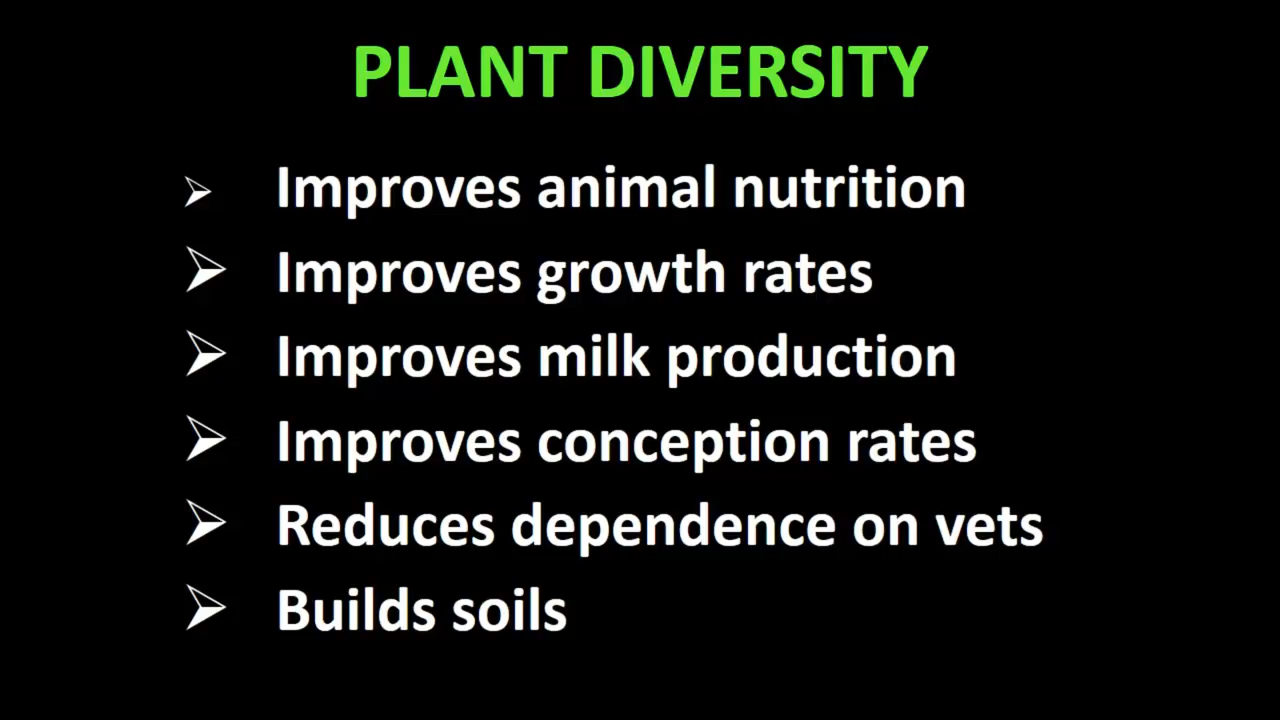 PLANT DIVERSITY
➢ Improves animal nutrition
➢ Improves growth rates
➢ Improves milk production
➢ Improves conception rates
➢ Reduces dependence on vets
➢ Builds soils